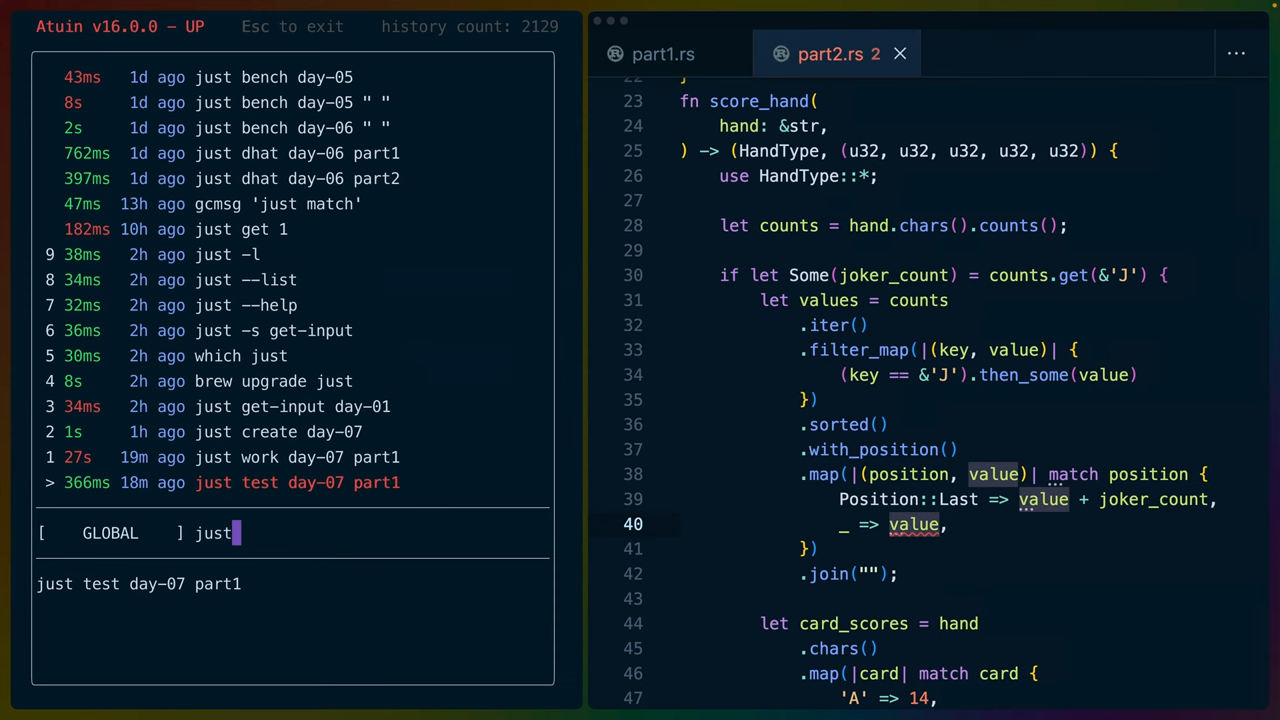 Atuin v16.0.0 - UP Esc to exit history count: 2129
43ms 1d ago just bench day-05
8s 1d ago just bench day-05 " "
2s 1d ago just bench day-06 " "
762ms 1d ago just dhat day-06 part1
397ms 1d ago just dhat day-06 part2
47ms 13h ago gcmsg 'just match'
182ms 10h ago just get 1
9 38ms 2h ago just -l
8 34ms 2h ago just --list
7 32ms 2h ago just --help
6 36ms 2h ago just -s get-input
5 30ms 2h ago which just
4 8s 2h ago brew upgrade just
3 34ms 2h ago just get-input day-01
2 1s 1h ago just create day-07
1 27s 19m ago just work day-07 part1
> 366ms 18m ago just test day-07 part1
[ GLOBAL ] just
just test day-07 part1
part1.rs part2.rs 2
22 }
23 fn score_hand(
24 hand: &str,
25 ) -> (HandType, (u32, u32, u32, u32, u32)) {
26 use HandType::*;
27
28 let counts = hand.chars().counts();
29
30 if let Some(joker_count) = counts.get(&'J') {
31 let values = counts
32 .iter()
33 .filter_map(|(key, value)| {
34 (key == &'J').then_some(value)
35 })
36 .sorted()
37 .with_position()
38 .map(|(position, value)| match position {
39 Position::Last => value + joker_count,
40 _ => value,
41 })
42 .join("");
43
44 let card_scores = hand
45 .chars()
46 .map(|card| match card {
47 'A' => 14,